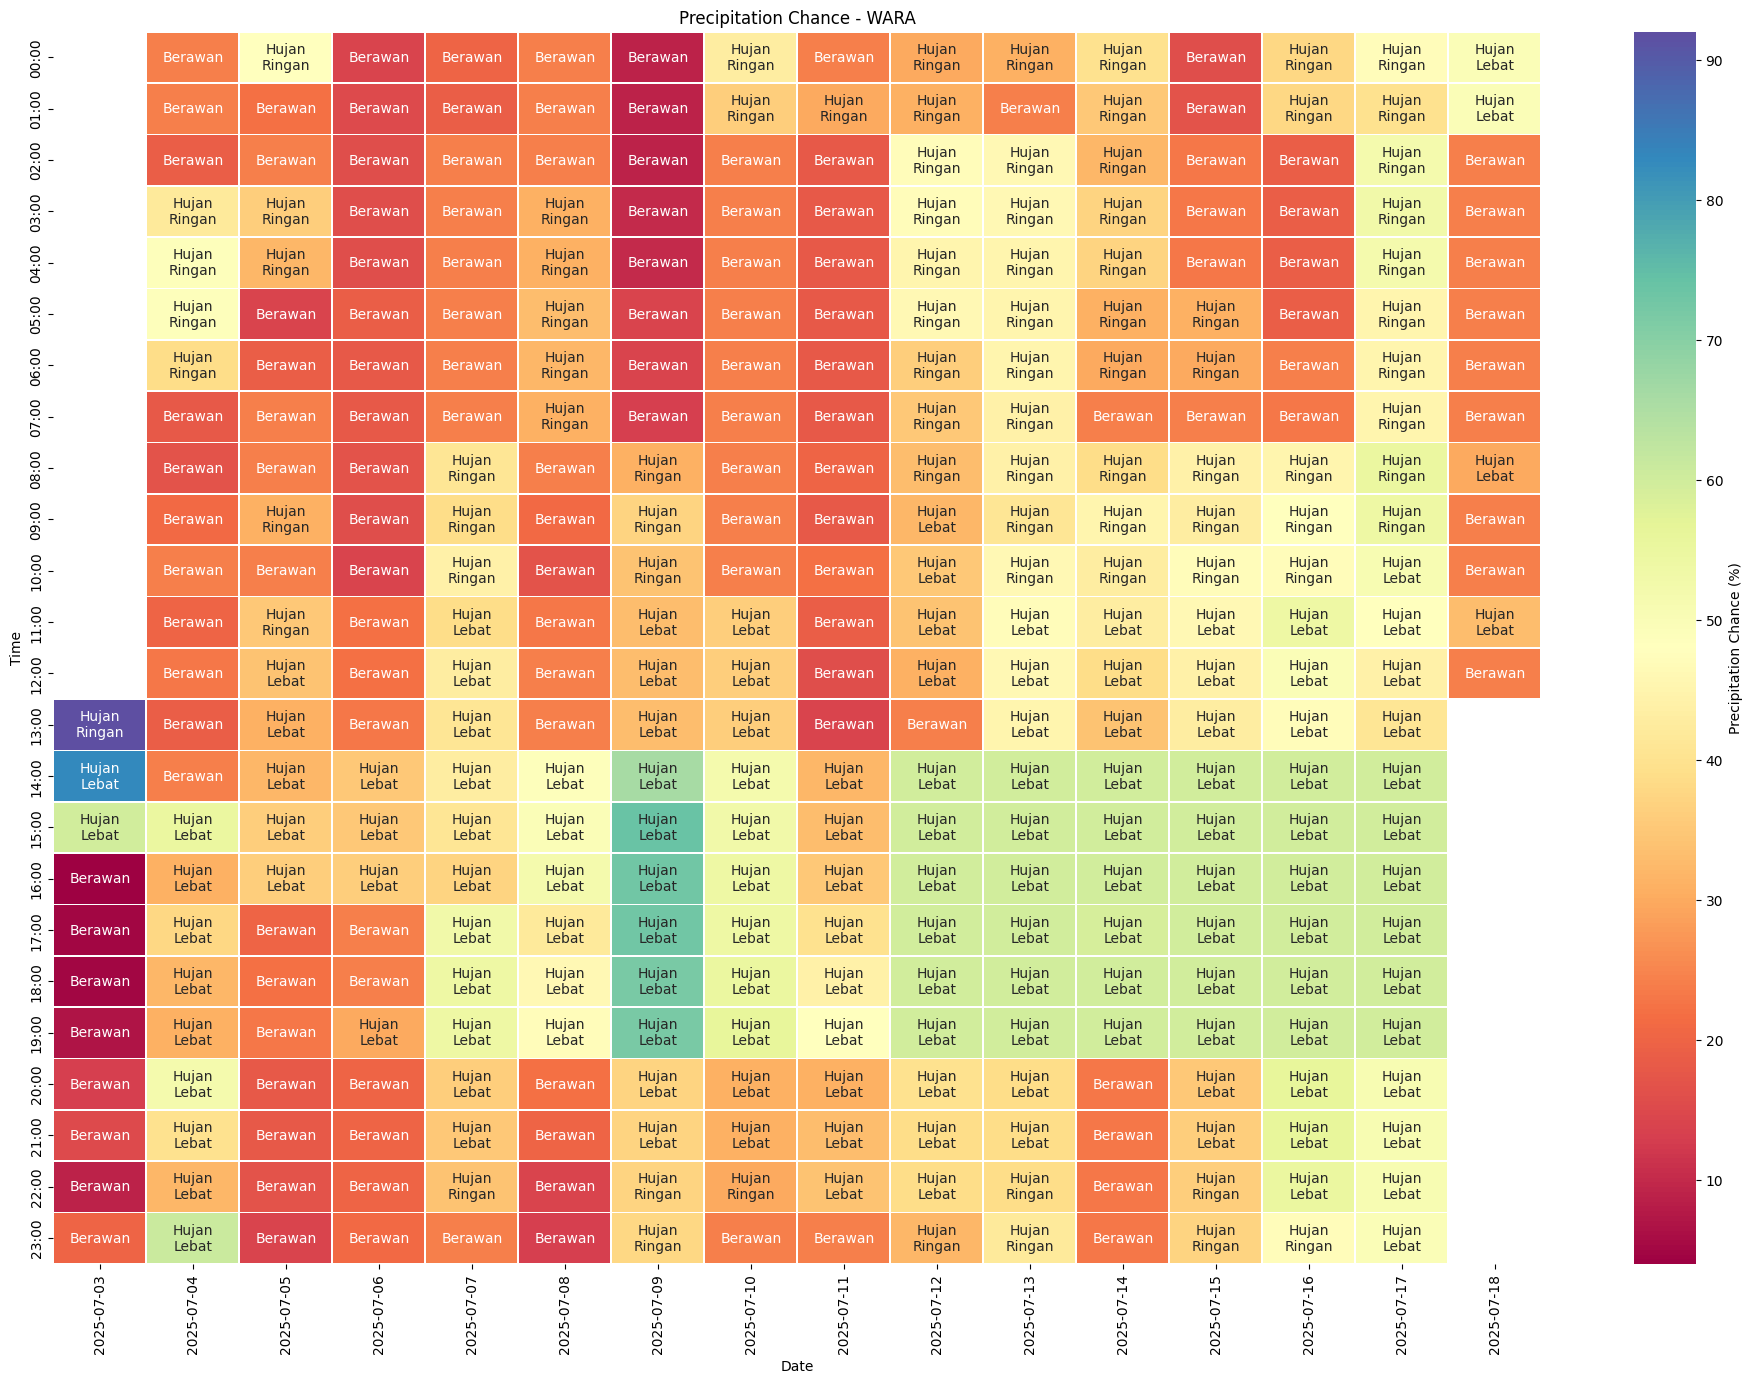 Precipitation Chance - WARA
00:00 Berawan Hujan Ringan Berawan Berawan Berawan Berawan Hujan Ringan Berawan Hujan Ringan Hujan Ringan Hujan Ringan Berawan Hujan Ringan Hujan Ringan Hujan Lebat
01:00 Berawan Berawan Berawan Berawan Berawan Berawan Hujan Ringan Hujan Ringan Hujan Ringan Berawan Hujan Ringan Berawan Hujan Ringan Hujan Ringan Hujan Lebat
02:00 Berawan Berawan Berawan Berawan Berawan Berawan Berawan Berawan Hujan Ringan Hujan Ringan Hujan Ringan Berawan Berawan Hujan Ringan Berawan
03:00 Hujan Ringan Hujan Ringan Berawan Berawan Hujan Ringan Berawan Berawan Berawan Hujan Ringan Hujan Ringan Hujan Ringan Berawan Berawan Hujan Ringan Berawan
04:00 Hujan Ringan Hujan Ringan Berawan Berawan Hujan Ringan Berawan Berawan Berawan Hujan Ringan Hujan Ringan Hujan Ringan Berawan Berawan Hujan Ringan Berawan
05:00 Hujan Ringan Berawan Berawan Berawan Hujan Ringan Berawan Berawan Berawan Hujan Ringan Hujan Ringan Hujan Ringan Hujan Ringan Berawan Hujan Ringan Berawan
06:00 Hujan Ringan Berawan Berawan Berawan Hujan Ringan Berawan Berawan Berawan Hujan Ringan Hujan Ringan Hujan Ringan Hujan Ringan Berawan Hujan Ringan Berawan
07:00 Berawan Berawan Berawan Berawan Hujan Ringan Berawan Berawan Berawan Hujan Ringan Hujan Ringan Berawan Berawan Berawan Hujan Ringan Berawan
08:00 Berawan Berawan Berawan Hujan Ringan Berawan Hujan Ringan Berawan Berawan Hujan Ringan Hujan Ringan Hujan Ringan Hujan Ringan Hujan Ringan Hujan Ringan Hujan Lebat
09:00 Berawan Hujan Ringan Berawan Hujan Ringan Berawan Hujan Ringan Berawan Berawan Hujan Lebat Hujan Ringan Hujan Ringan Hujan Ringan Hujan Ringan Hujan Ringan Berawan
10:00 Berawan Berawan Berawan Hujan Ringan Berawan Hujan Ringan Berawan Berawan Hujan Lebat Hujan Ringan Hujan Ringan Hujan Ringan Hujan Ringan Hujan Lebat Berawan
11:00 Berawan Hujan Ringan Berawan Hujan Lebat Berawan Hujan Lebat Hujan Lebat Berawan Hujan Lebat Hujan Lebat Hujan Lebat Hujan Lebat Hujan Lebat Hujan Lebat Hujan Lebat
12:00 Berawan Hujan Lebat Berawan Hujan Lebat Berawan Hujan Lebat Hujan Lebat Berawan Hujan Lebat Hujan Lebat Hujan Lebat Hujan Lebat Hujan Lebat Hujan Lebat Berawan
13:00 Hujan Ringan Berawan Hujan Lebat Berawan Hujan Lebat Berawan Hujan Lebat Hujan Lebat Berawan Berawan Hujan Lebat Hujan Lebat Hujan Lebat Hujan Lebat Hujan Lebat
14:00 Hujan Lebat Berawan Hujan Lebat Hujan Lebat Hujan Lebat Hujan Lebat Hujan Lebat Hujan Lebat Hujan Lebat Hujan Lebat Hujan Lebat Hujan Lebat Hujan Lebat Hujan Lebat Hujan Lebat
15:00 Hujan Lebat Hujan Lebat Hujan Lebat Hujan Lebat Hujan Lebat Hujan Lebat Hujan Lebat Hujan Lebat Hujan Lebat Hujan Lebat Hujan Lebat Hujan Lebat Hujan Lebat Hujan Lebat Hujan Lebat
16:00 Berawan Hujan Lebat Hujan Lebat Hujan Lebat Hujan Lebat Hujan Lebat Hujan Lebat Hujan Lebat Hujan Lebat Hujan Lebat Hujan Lebat Hujan Lebat Hujan Lebat Hujan Lebat Hujan Lebat
17:00 Berawan Hujan Lebat Berawan Berawan Hujan Lebat Hujan Lebat Hujan Lebat Hujan Lebat Hujan Lebat Hujan Lebat Hujan Lebat Hujan Lebat Hujan Lebat Hujan Lebat Hujan Lebat
18:00 Berawan Hujan Lebat Berawan Berawan Hujan Lebat Hujan Lebat Hujan Lebat Hujan Lebat Hujan Lebat Hujan Lebat Hujan Lebat Hujan Lebat Hujan Lebat Hujan Lebat Hujan Lebat
19:00 Berawan Hujan Lebat Berawan Hujan Lebat Hujan Lebat Hujan Lebat Hujan Lebat Hujan Lebat Hujan Lebat Hujan Lebat Hujan Lebat Hujan Lebat Hujan Lebat Hujan Lebat Hujan Lebat
20:00 Berawan Hujan Lebat Berawan Berawan Hujan Lebat Berawan Hujan Lebat Hujan Lebat Hujan Lebat Hujan Lebat Hujan Lebat Berawan Hujan Lebat Hujan Lebat Hujan Lebat
21:00 Berawan Hujan Lebat Berawan Berawan Hujan Lebat Berawan Hujan Lebat Hujan Lebat Hujan Lebat Hujan Lebat Hujan Lebat Berawan Hujan Lebat Hujan Lebat Hujan Lebat
22:00 Berawan Hujan Lebat Berawan Berawan Hujan Ringan Berawan Hujan Ringan Hujan Ringan Hujan Lebat Hujan Lebat Hujan Ringan Berawan Hujan Ringan Hujan Lebat Hujan Lebat
23:00 Berawan Hujan Lebat Berawan Berawan Berawan Berawan Hujan Ringan Berawan Berawan Hujan Ringan Hujan Ringan Berawan Hujan Ringan Hujan Ringan Hujan Lebat
Time
2025-07-03 2025-07-04 2025-07-05 2025-07-06 2025-07-07 2025-07-08 2025-07-09 2025-07-10 2025-07-11 2025-07-12 2025-07-13 2025-07-14 2025-07-15 2025-07-16 2025-07-17 2025-07-18
Date
90
80
70
60
50
40
30
20
10
Precipitation Chance (%)